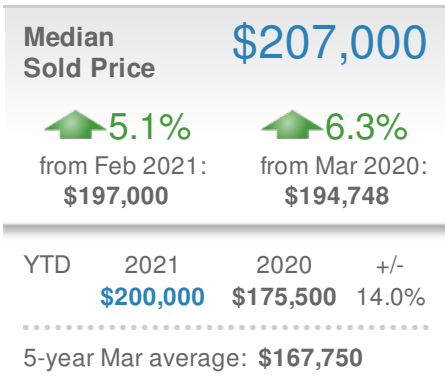 Median $207,000
Sold Price
5.1% 6.3%
from Feb 2021: from Mar 2020:
$197,000 $194,748
YTD 2021 2020 +/-
$200,000 $175,500 14.0%
5-year Mar average: $167,750